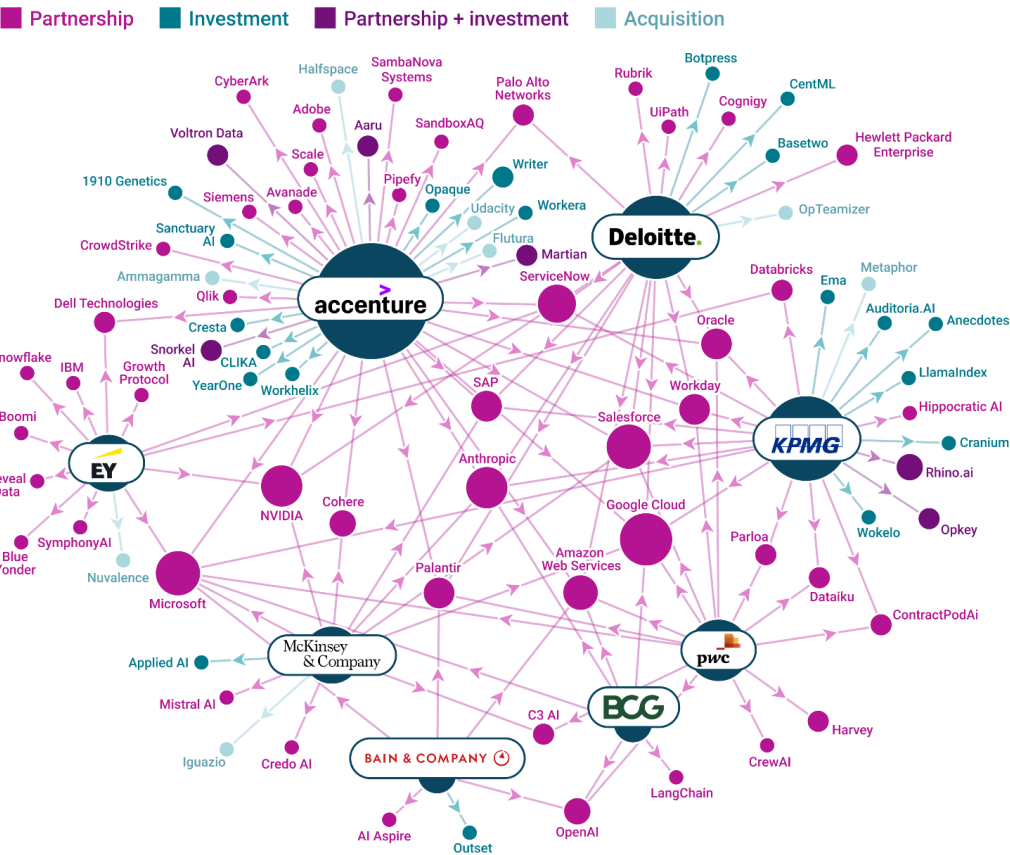 Partnership
Investment
Partnership + investment
Acquisition
CyberArk
Halfspace
SambaNova
Systems
Palo Alto
Networks
Rubrik
Botpress
CentML
Adobe
Aaru
SandboxAQ
UiPath
Cognigy
Voltron Data
Basetwo
Hewlett Packard
Enterprise
Scale
Pipefy
Writer
1910 Genetics
Siemens
Avanade
Opaque
Udacity
Workera
OpTeamizer
Sanctuary
AI
Flutura
Deloitte.
CrowdStrike
Martian
Ammagamma
ServiceNow
Databricks
Ema
Metaphor
Qlik
>
accenture
Dell Technologies
Auditoria.AI
Anecdotes
Cresta
Oracle
Snorkel
AI
CLIKA
nowflake
IBM
Growth
Protocol
YearOne
Workhelix
SAP
Workday
LlamaIndex
Boomi
Salesforce
Hippocratic AI
KPMG
Cranium
EY
Anthropic
Rhino.ai
eveal
Data
NVIDIA
Cohere
Google Cloud
Opkey
SymphonyAI
Blue
onder
Nuvalence
Wokelo
Parloa
Microsoft
Palantir
Amazon
Web Services
Dataiku
ContractPodAi
McKinsey
& Company
pwc
Applied AI
Mistral AI
BCG
C3 AI
Harvey
Iguazio
Credo AI
BAIN & COMPANY
CrewAI
LangChain
AI Aspire
Outset
OpenAI